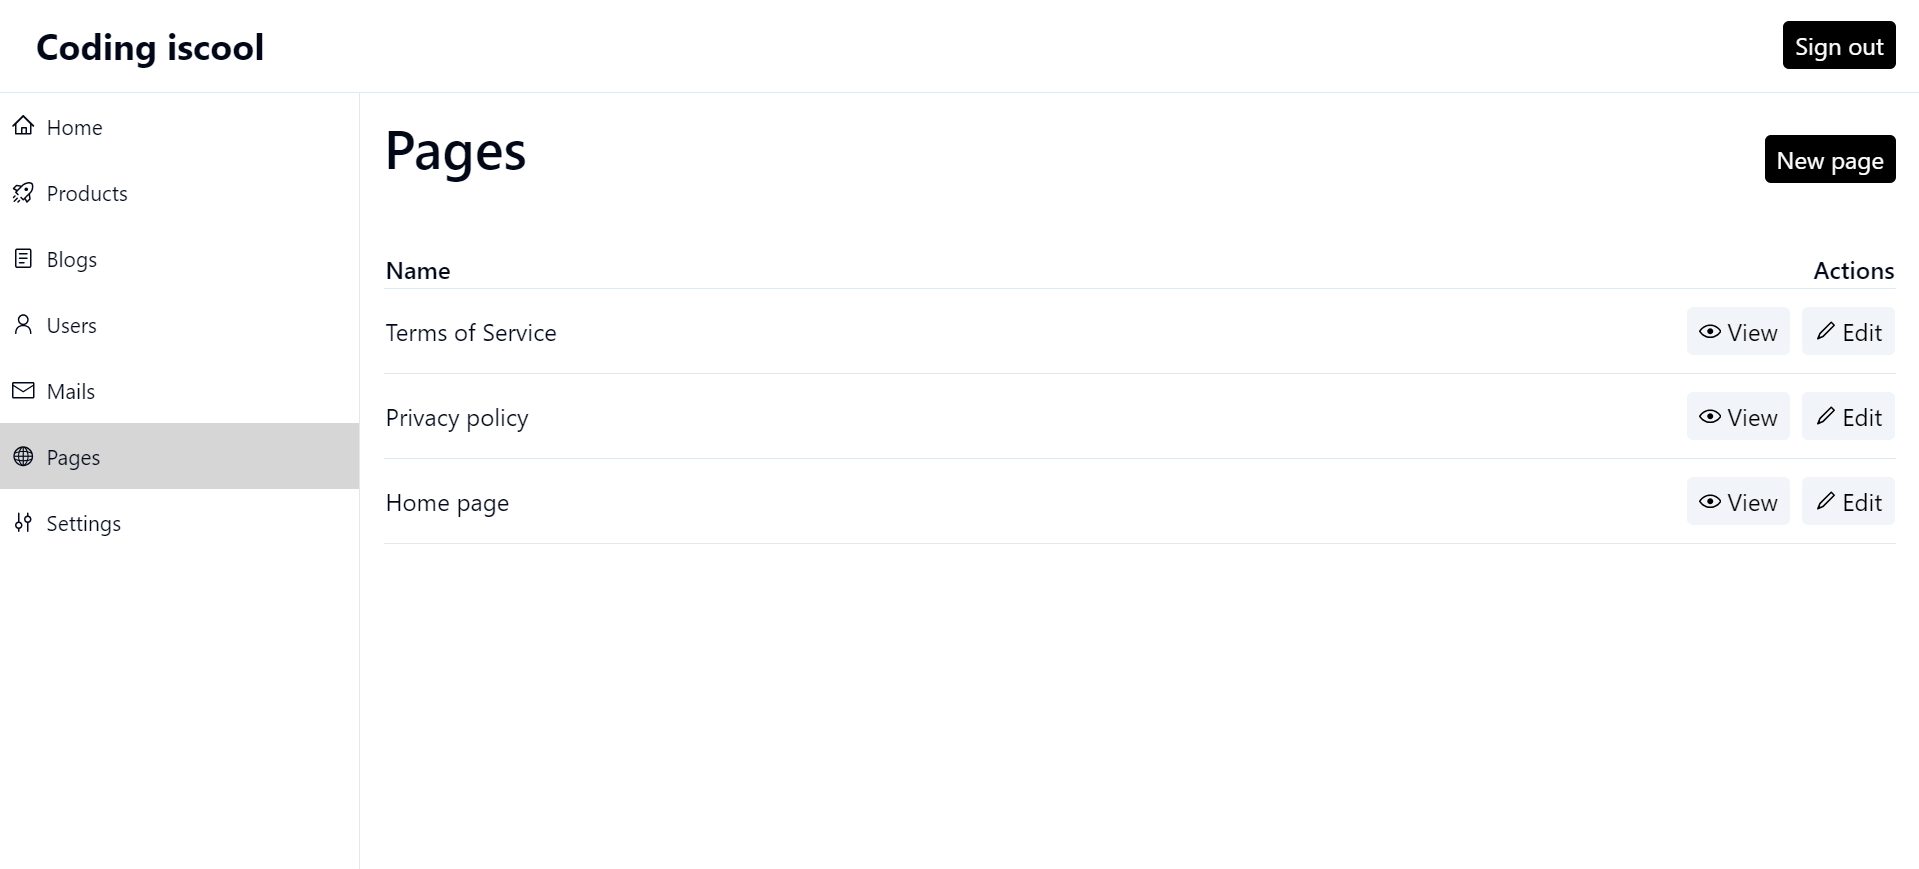 Coding iscool
Sign out
Home
Products
Blogs
Users
Mails
Pages
Settings
Pages
New page
Name Actions
Terms of Service View Edit
Privacy policy View Edit
Home page View Edit